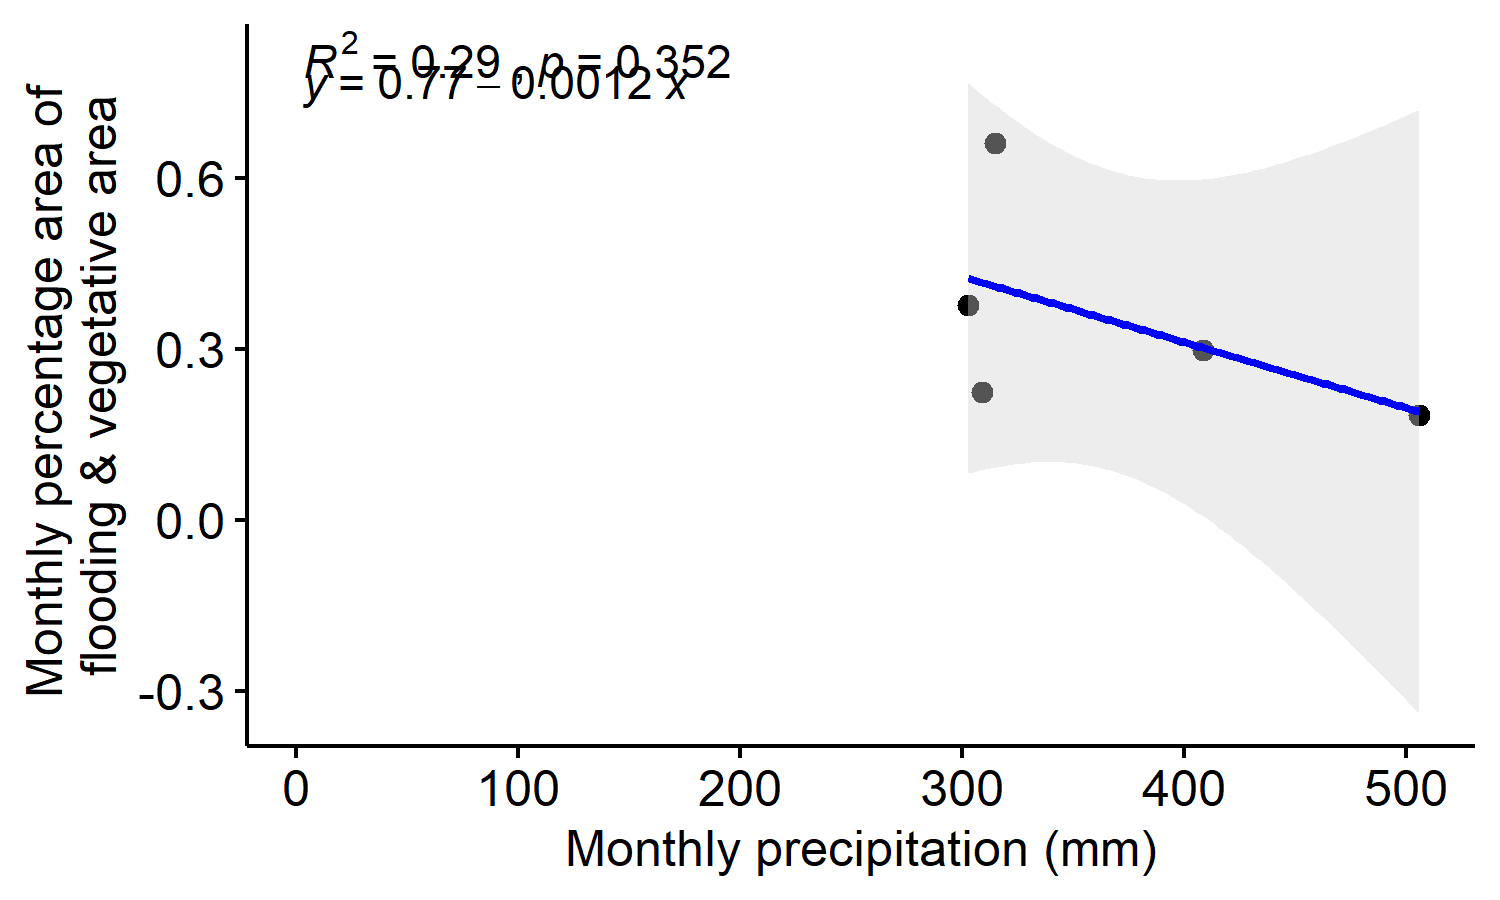 R² = 0.29 , p = 0.352
y = 0.77 − 0.0012 x
Monthly percentage area of
flooding & vegetative area
0.6
0.3
0.0
-0.3
0 100 200 300 400 500
Monthly precipitation (mm)